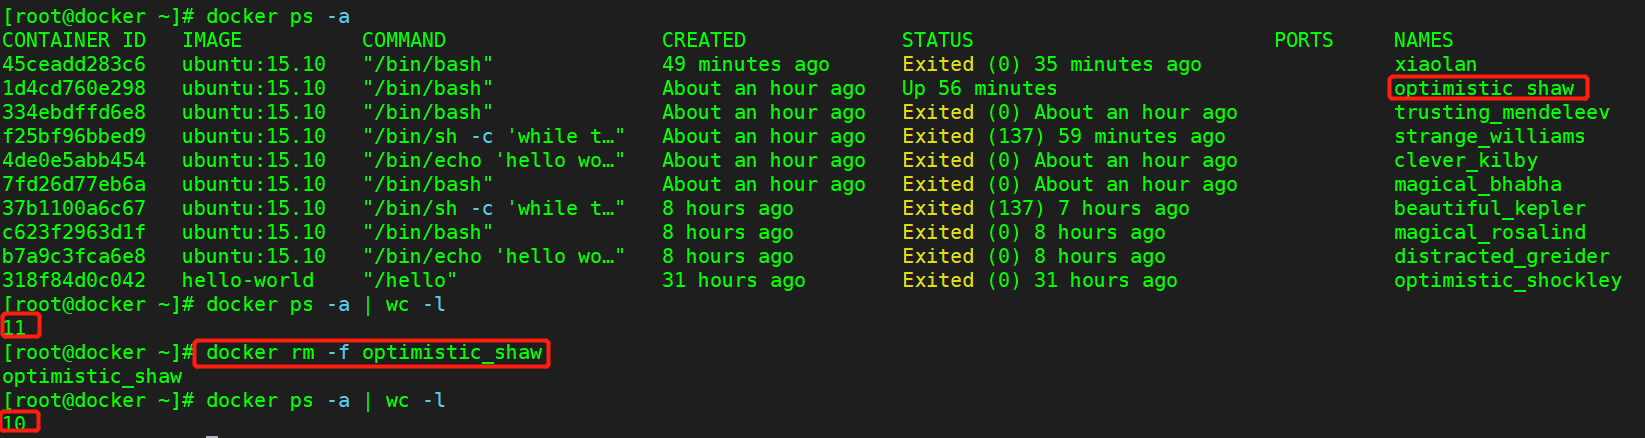 [root@docker ~]# docker ps -a
CONTAINER ID   IMAGE          COMMAND                  CREATED             STATUS                         PORTS     NAMES
45ceadd283c6   ubuntu:15.10   "/bin/bash"              49 minutes ago      Exited (0) 35 minutes ago                xiaolan
1d4cd760e298   ubuntu:15.10   "/bin/bash"              About an hour ago   Up 56 minutes                            optimistic_shaw
334ebdffd6e8   ubuntu:15.10   "/bin/bash"              About an hour ago   Exited (0) About an hour ago             trusting_mendeleev
f25bf96bbed9   ubuntu:15.10   "/bin/sh -c 'while t…"   About an hour ago   Exited (137) 59 minutes ago              strange_williams
4de0e5abb454   ubuntu:15.10   "/bin/echo 'hello wo…"   About an hour ago   Exited (0) About an hour ago             clever_kilby
7fd26d77eb6a   ubuntu:15.10   "/bin/bash"              About an hour ago   Exited (0) About an hour ago             magical_bhabha
37b1100a6c67   ubuntu:15.10   "/bin/sh -c 'while t…"   8 hours ago         Exited (137) 7 hours ago                 beautiful_kepler
c623f2963d1f   ubuntu:15.10   "/bin/bash"              8 hours ago         Exited (0) 8 hours ago                   magical_rosalind
b7a9c3fca6e8   ubuntu:15.10   "/bin/echo 'hello wo…"   8 hours ago         Exited (0) 8 hours ago                   distracted_greider
318f84d0c042   hello-world    "/hello"                 31 hours ago        Exited (0) 31 hours ago                  optimistic_shockley
[root@docker ~]# docker ps -a | wc -l
11
[root@docker ~]# docker rm -f optimistic_shaw
optimistic_shaw
[root@docker ~]# docker ps -a | wc -l
10